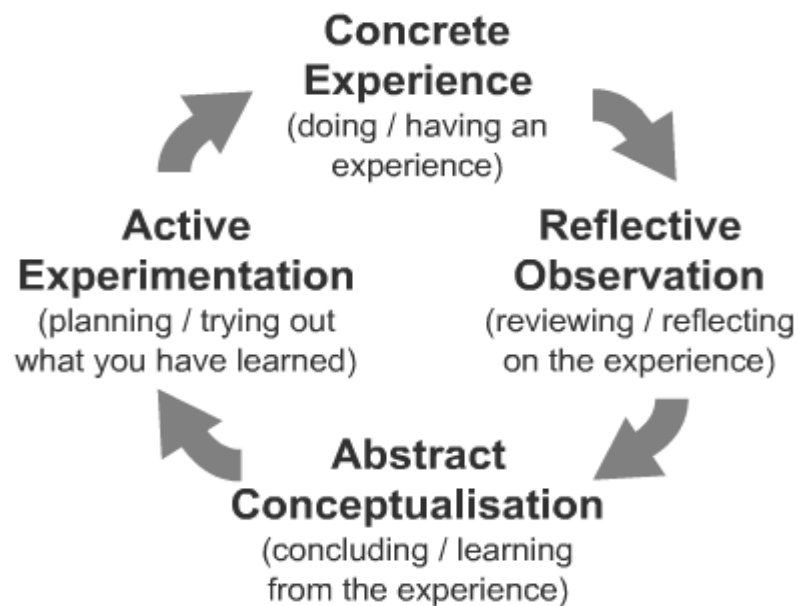 Concrete
Experience
(doing / having an
experience)
Reflective
Observation
(reviewing / reflecting
on the experience)
Abstract
Conceptualisation
(concluding / learning
from the experience)
Active
Experimentation
(planning / trying out
what you have learned)